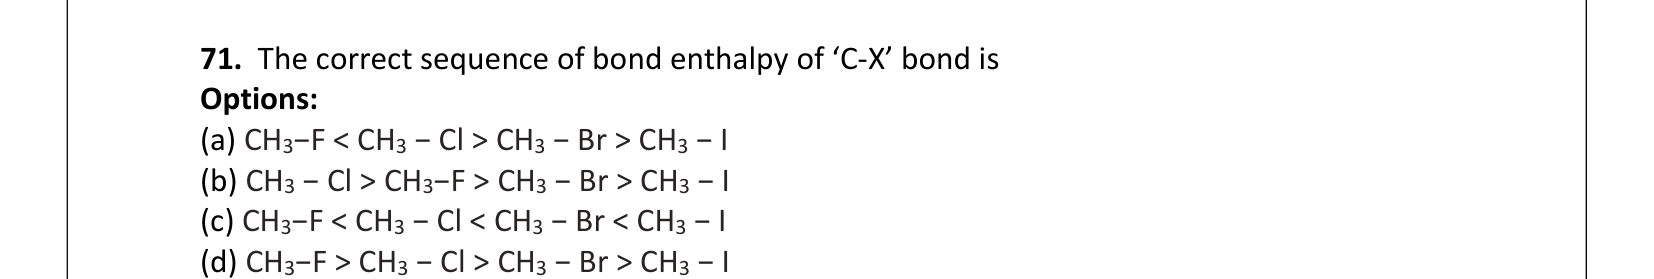 71. The correct sequence of bond enthalpy of ‘C-X’ bond is
Options:
(a) CH₃–F < CH₃ – Cl > CH₃ – Br > CH₃ – I
(b) CH₃ – Cl > CH₃–F > CH₃ – Br > CH₃ – I
(c) CH₃–F < CH₃ – Cl < CH₃ – Br < CH₃ – I
(d) CH₃–F > CH₃ – Cl > CH₃ – Br > CH₃ – I